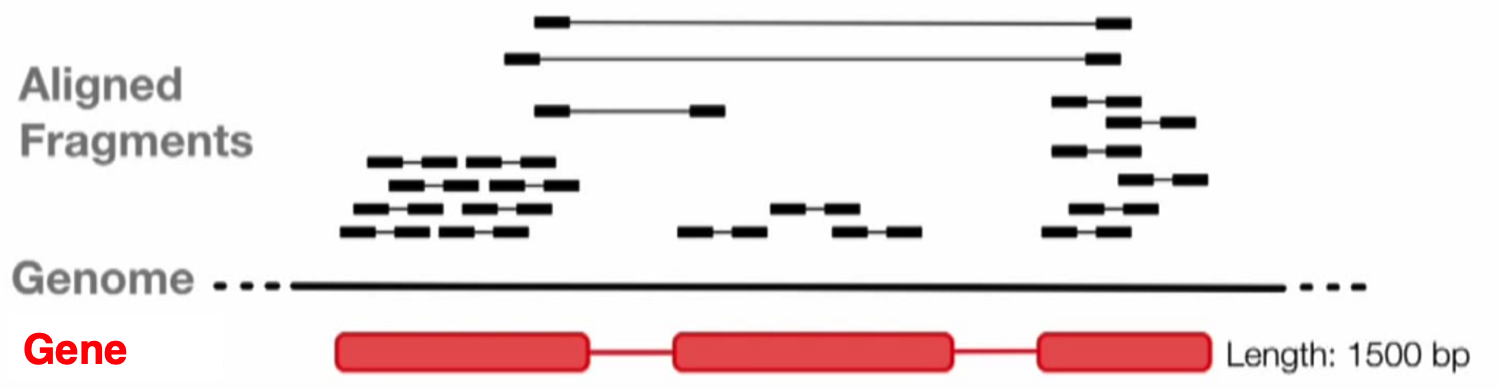 Aligned
Fragments
Genome
Gene
Length: 1500 bp